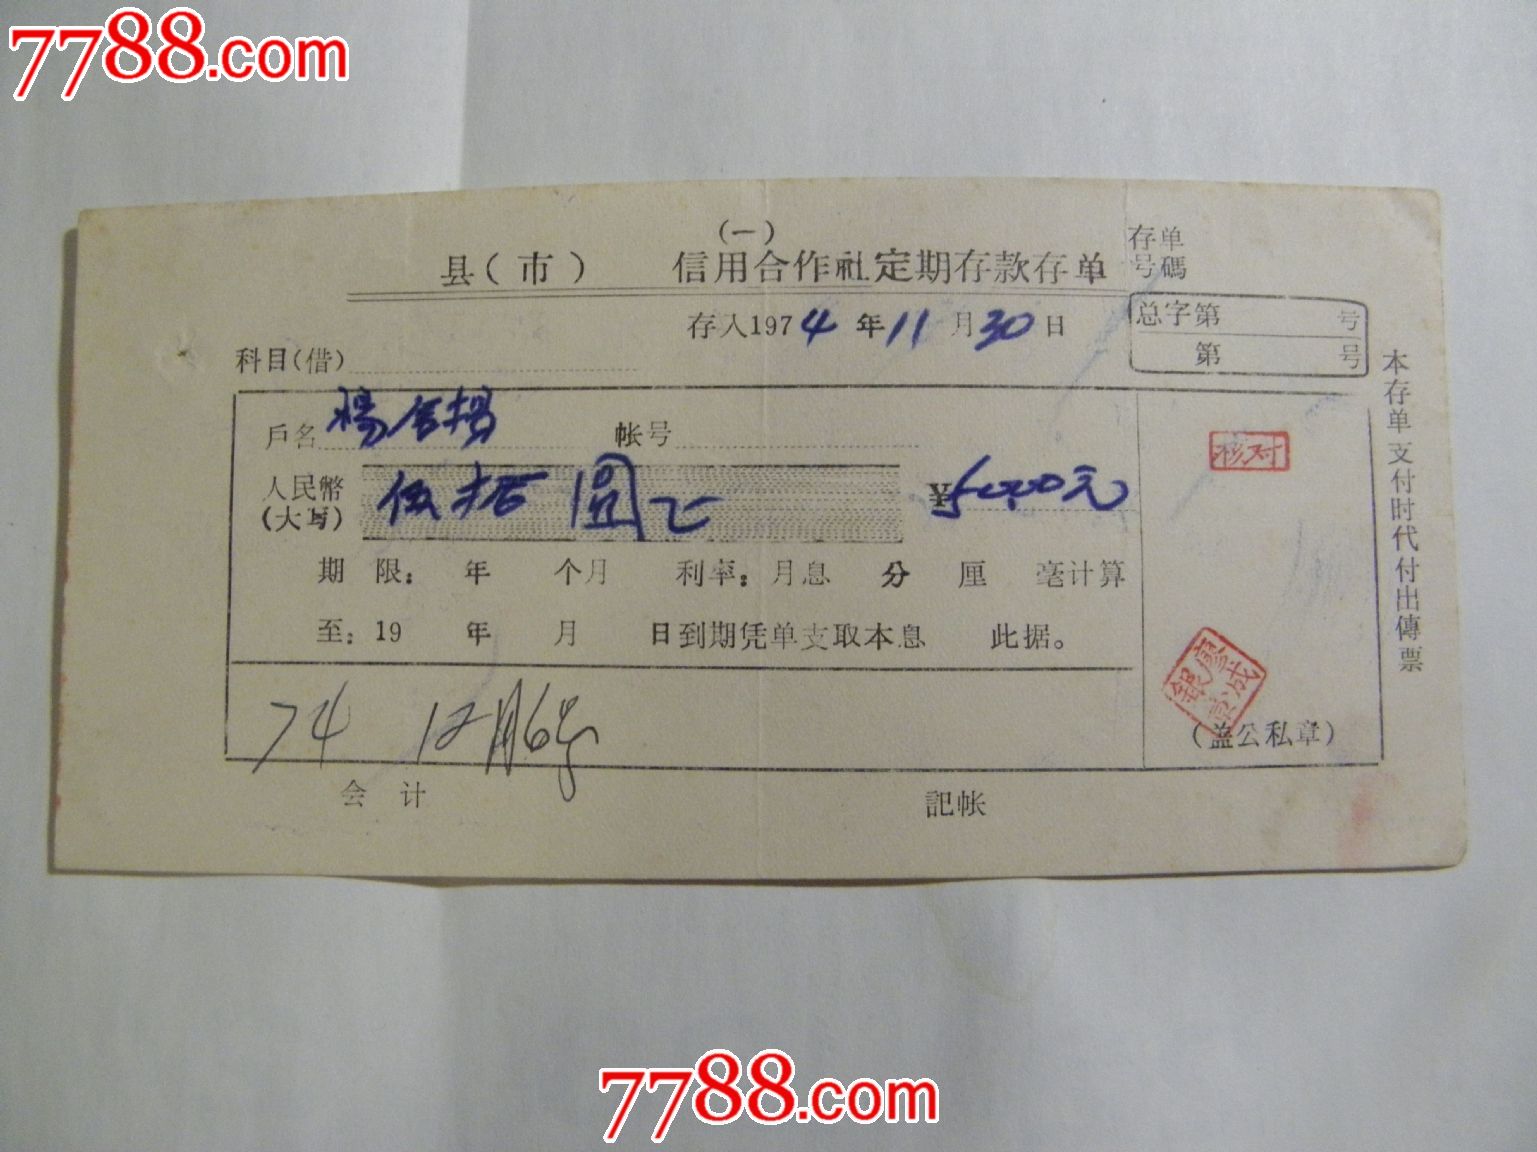 7788.com
(一)
县(市) 信用合作社定期存款存单
存单号碼
存入1974年11月30日
总字第 号
第 号
科目(借)
戶名 楊 楊 帐号
核对
人民幣(大写) 伍拾圆正 ¥50.00元
期限: 年 个月 利率:月息 分 厘 毫计算
至:19 年 月 日到期凭单支取本息 此据。
(盖公私章)
74 12月6号
会计 記帐
本存单支付时代付出傳票
7788.com